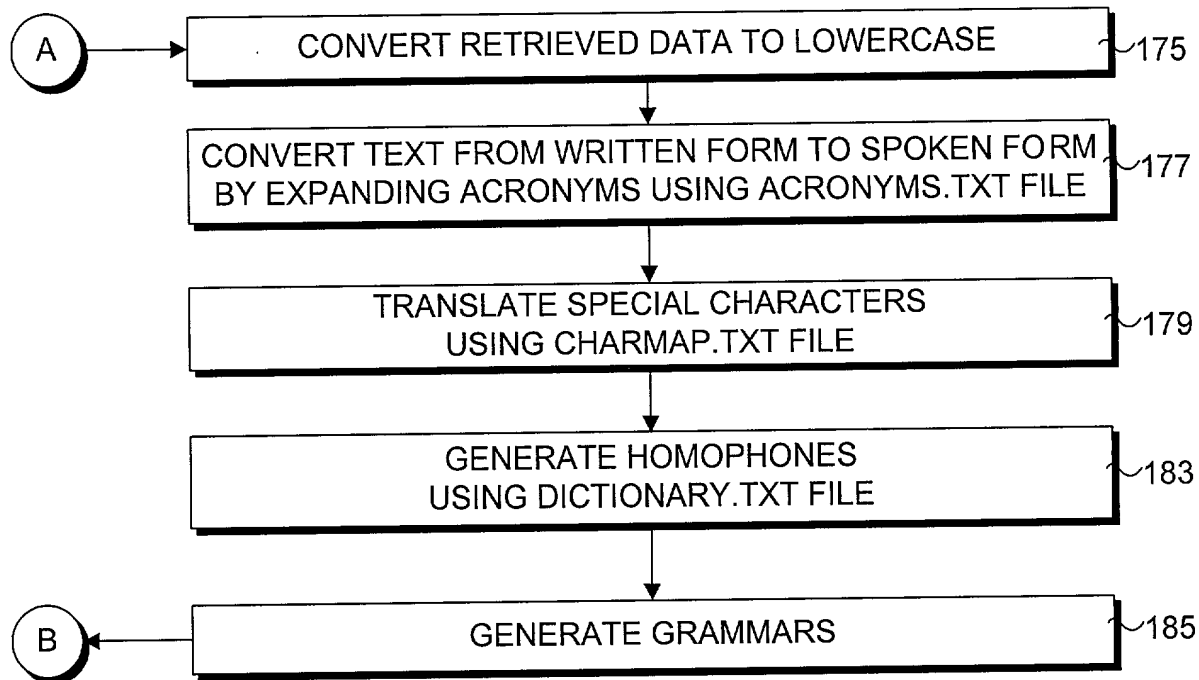 A
CONVERT RETRIEVED DATA TO LOWERCASE
175
CONVERT TEXT FROM WRITTEN FORM TO SPOKEN FORM
BY EXPANDING ACRONYMS USING ACRONYMS.TXT FILE
177
TRANSLATE SPECIAL CHARACTERS
USING CHARMAP.TXT FILE
179
GENERATE HOMOPHONES
USING DICTIONARY.TXT FILE
183
B
GENERATE GRAMMARS
185